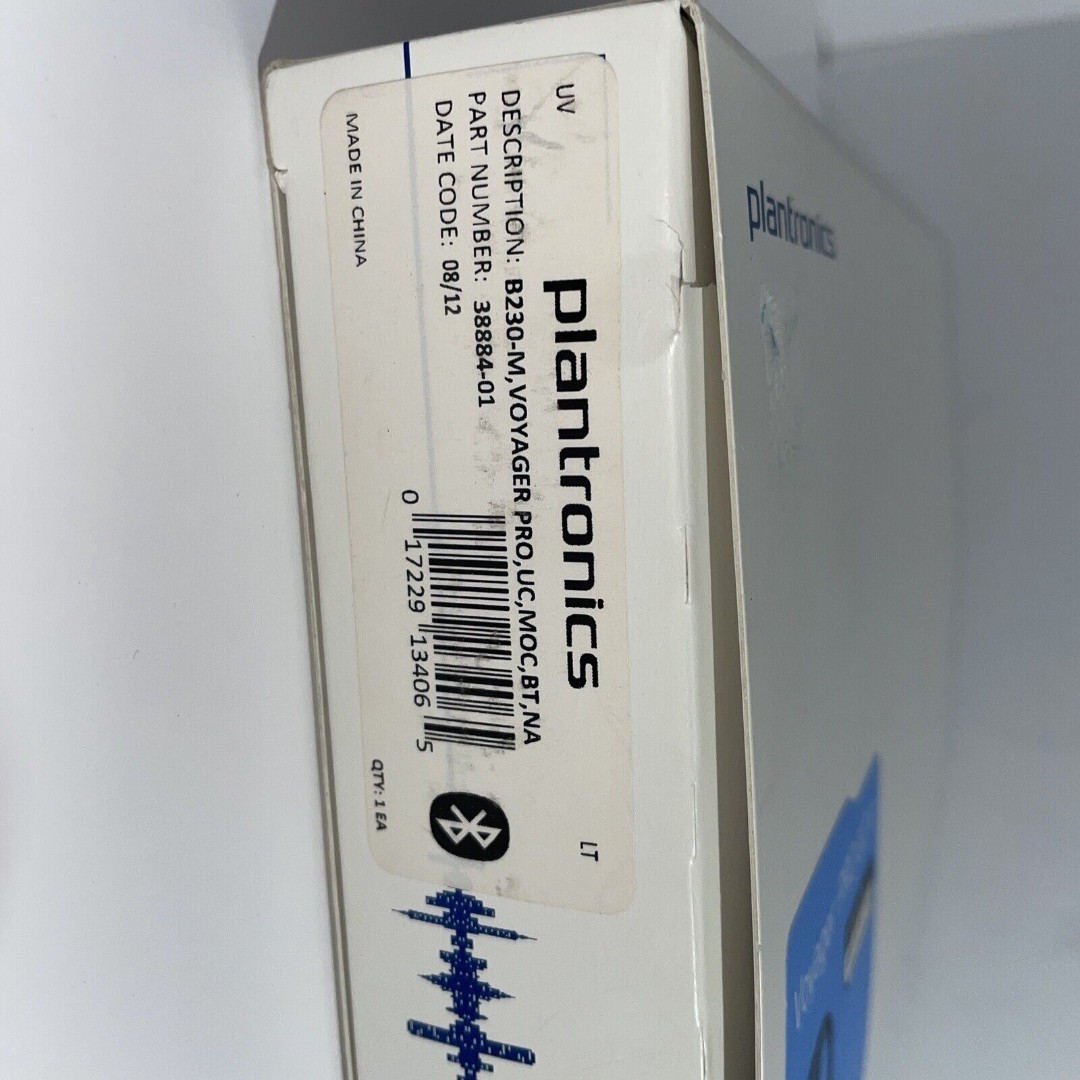 UV
LT
plantronics
DESCRIPTION: B230-M,VOYAGER PRO,UC,MOC,BT,NA
PART NUMBER: 38884-01
DATE CODE: 08/12
0 17229 13406 5
MADE IN CHINA
QTY: 1 EA
plantronics
Voyager